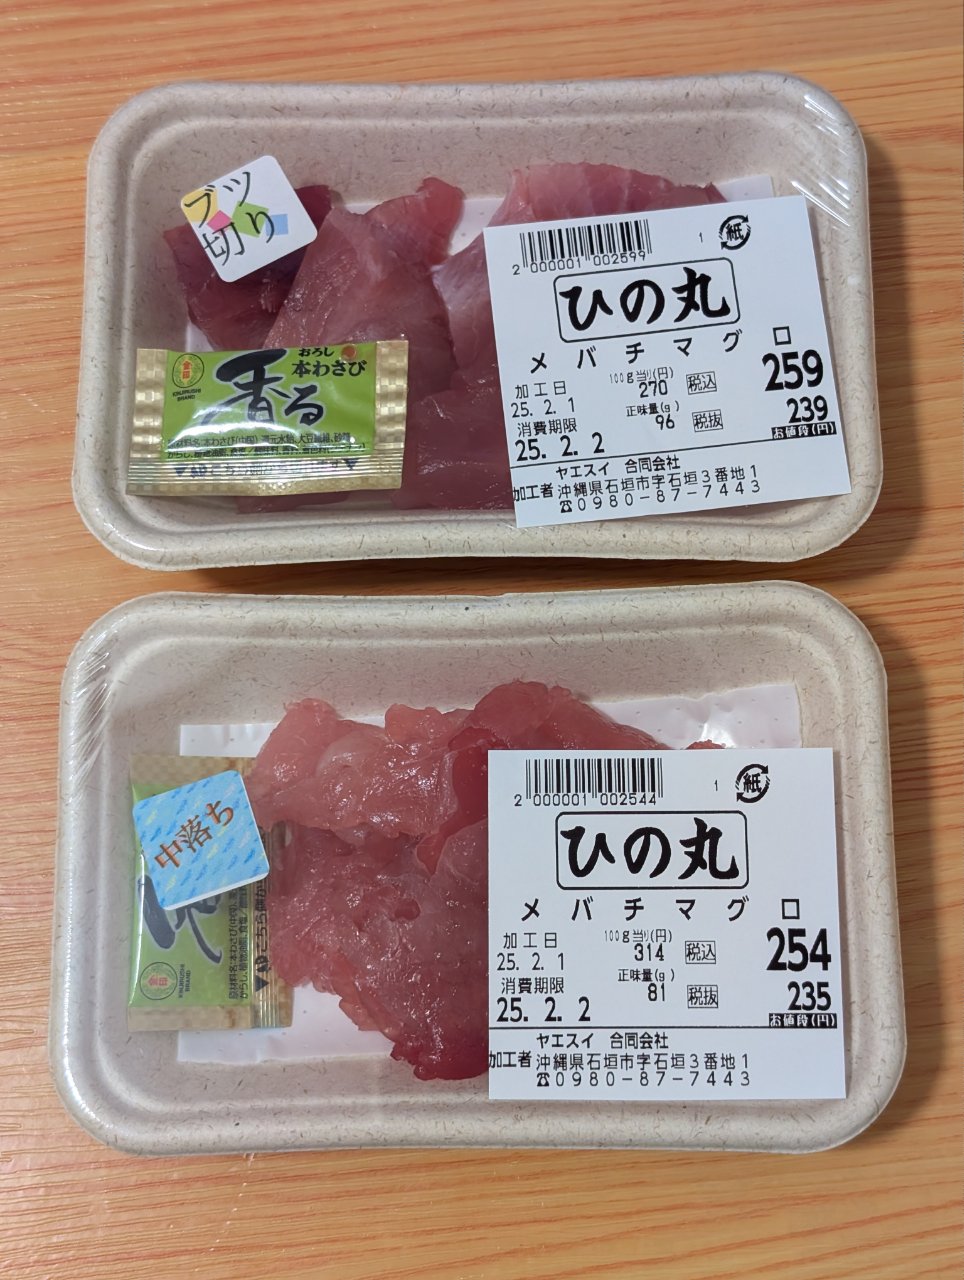 ブツ
切り
おろし
本わさび
香る
KINJIRUSHI
BRAND
2 000001 002599
1
紙
ひの丸
メバチマグロ
加工日
25. 2. 1
消費期限
25. 2. 2
100g当り(円)
270
正味量(g)
96
税込
259
税抜
239
お値段(円)
ヤエスイ 合同会社
加工者 沖縄県石垣市字石垣3番地1
☎0980-87-7443
中落ち
KINJIRUSHI
BRAND
2 000001 002544
1
紙
ひの丸
メバチマグロ
加工日
25. 2. 1
消費期限
25. 2. 2
100g当り(円)
314
正味量(g)
81
税込
254
税抜
235
お値段(円)
ヤエスイ 合同会社
加工者 沖縄県石垣市字石垣3番地1
☎0980-87-7443